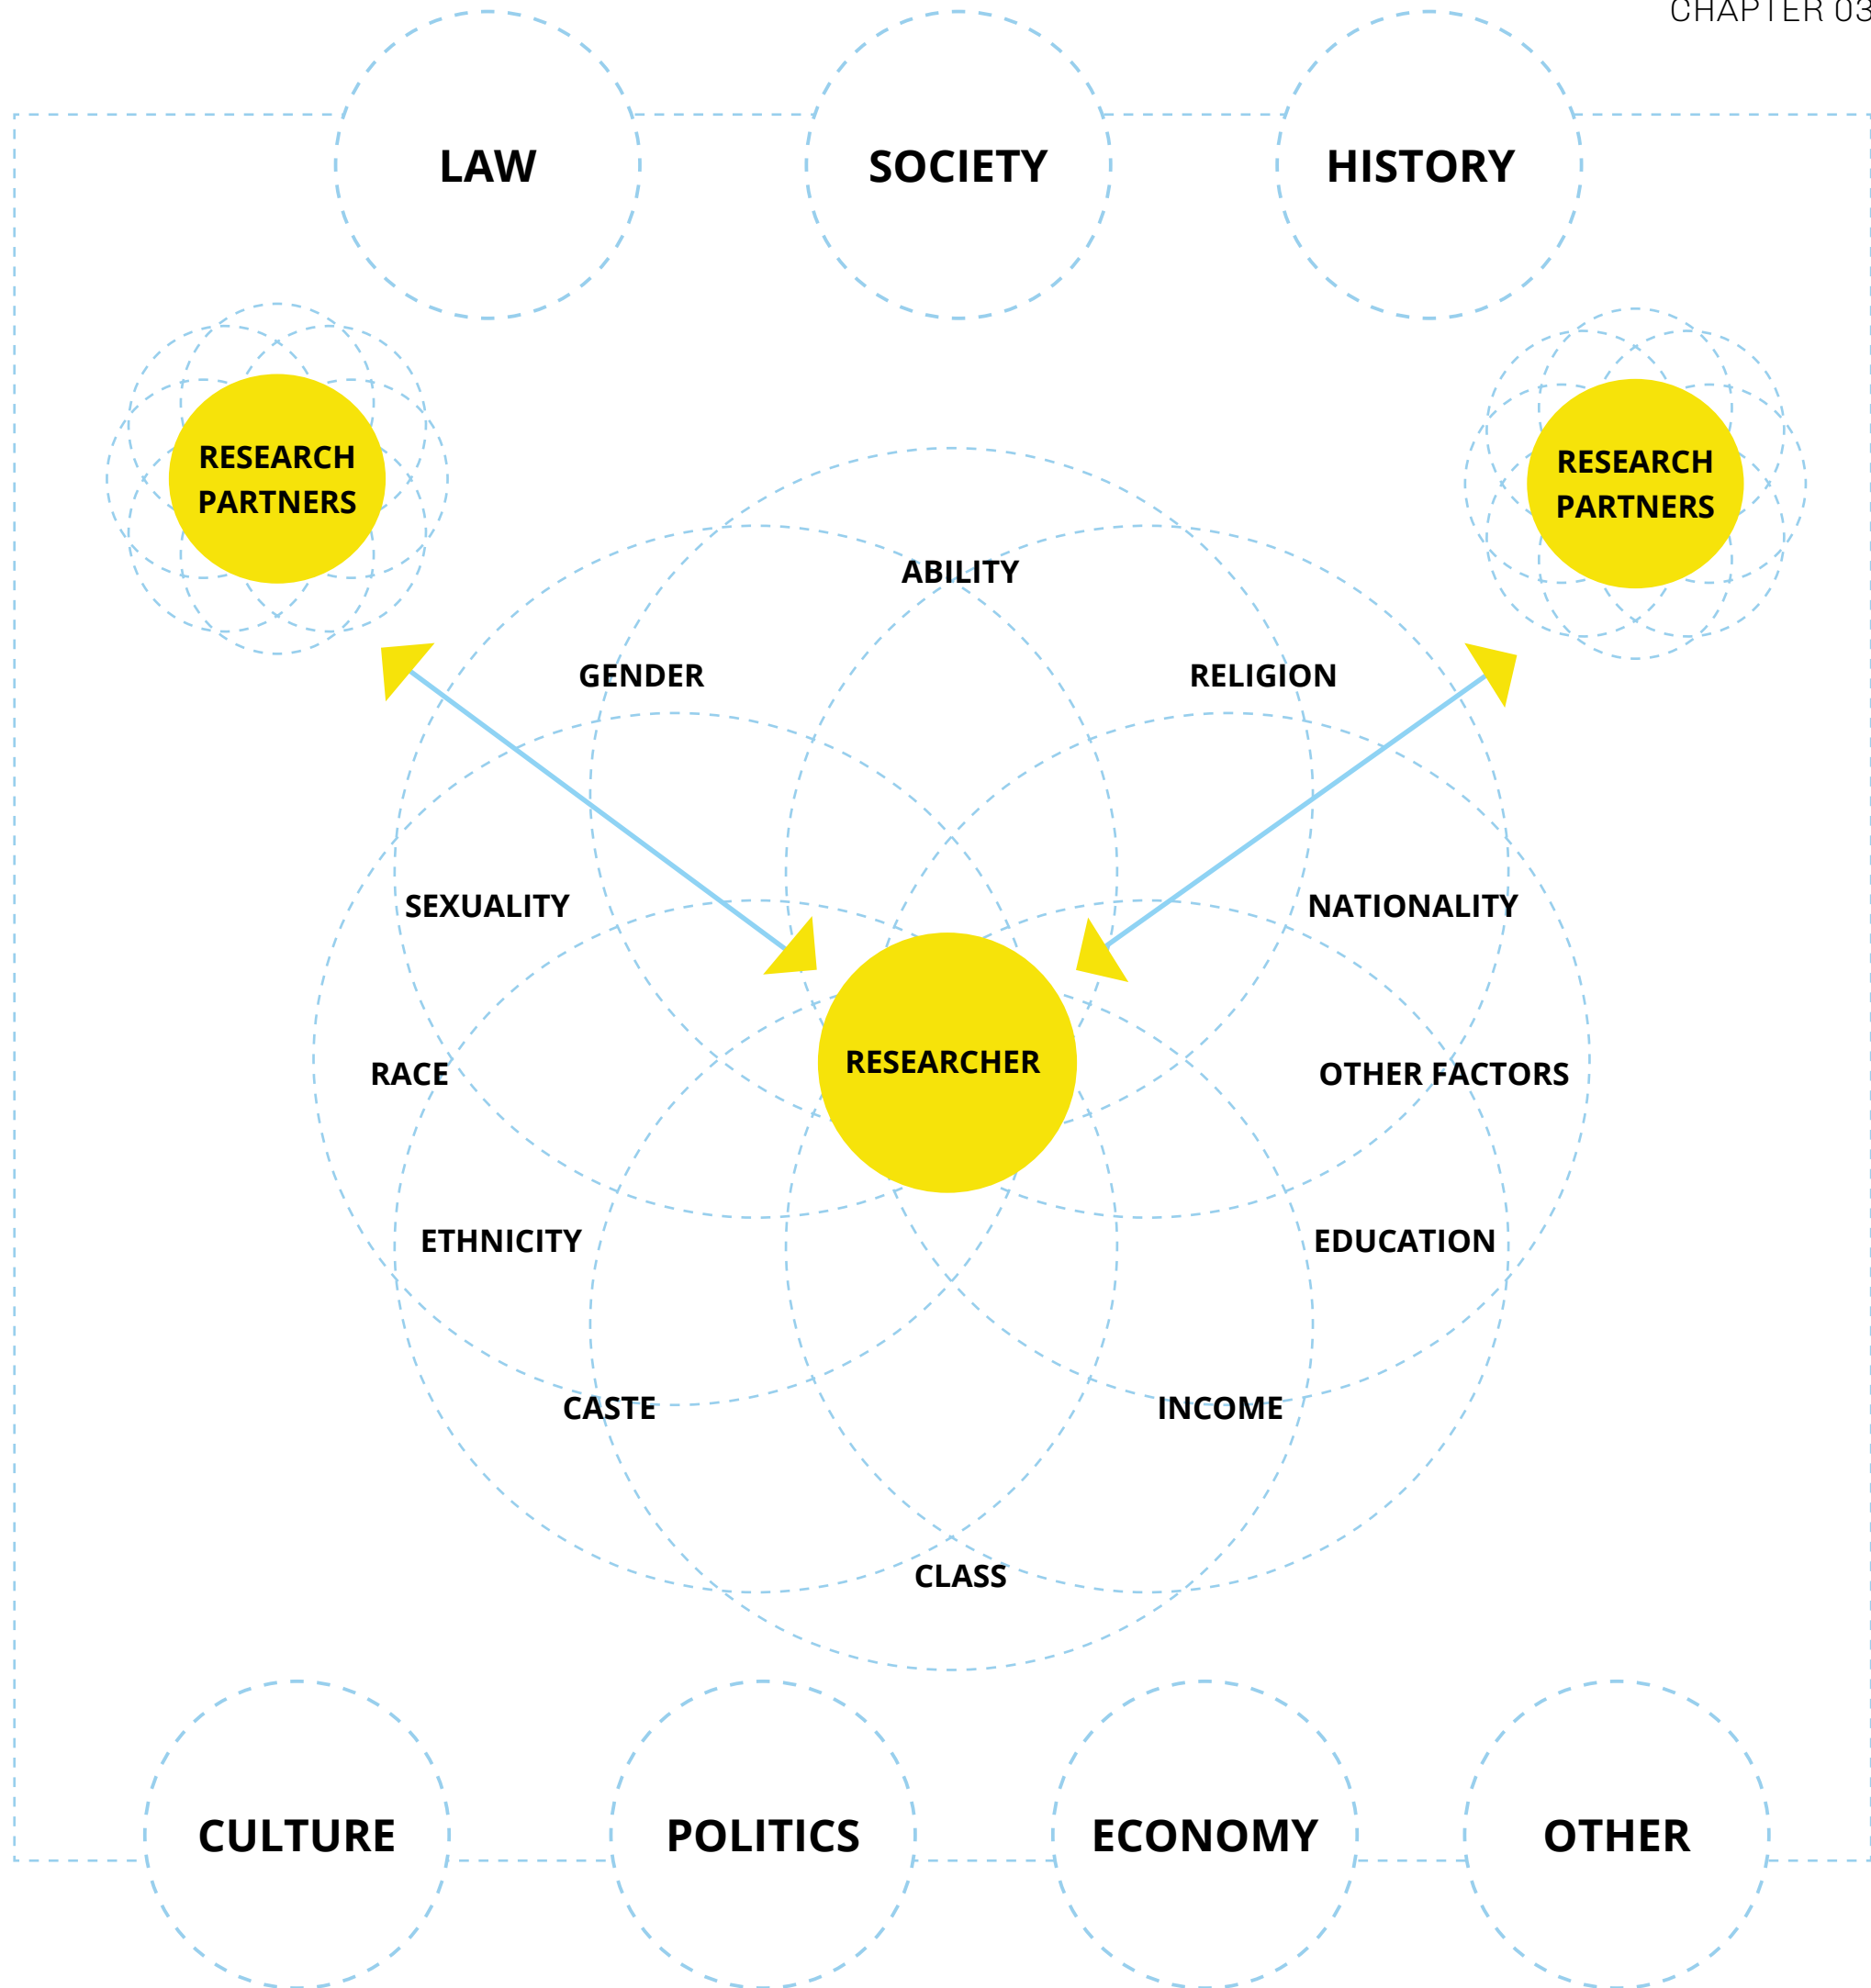 CHAPTER 03
LAW
SOCIETY
HISTORY
RESEARCH
PARTNERS
RESEARCH
PARTNERS
ABILITY
GENDER
RELIGION
SEXUALITY
NATIONALITY
RESEARCHER
RACE
OTHER FACTORS
ETHNICITY
EDUCATION
CASTE
INCOME
CLASS
CULTURE
POLITICS
ECONOMY
OTHER